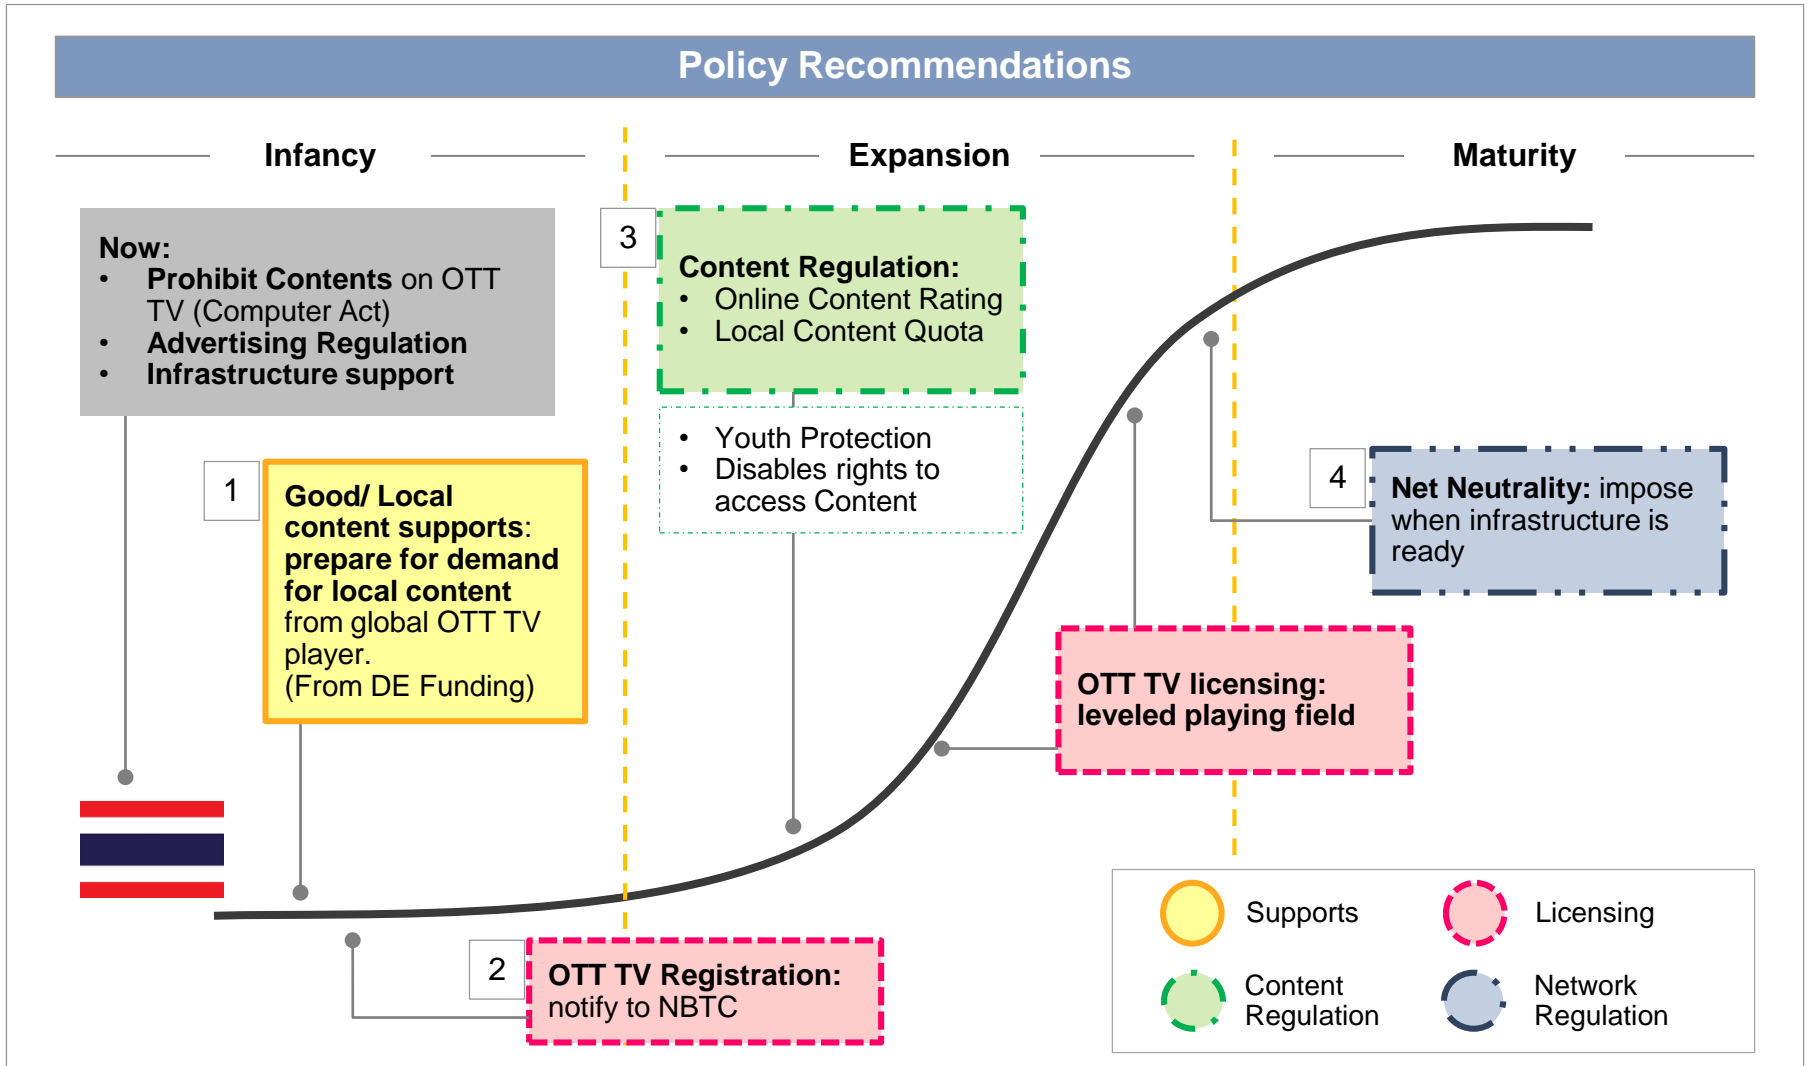 Policy Recommendations
Infancy
Expansion
Maturity
Now:
• Prohibit Contents on OTT
TV (Computer Act)
• Advertising Regulation
• Infrastructure support
1
Good/ Local
content supports:
prepare for demand
for local content
from global OTT TV
player.
(From DE Funding)
2
OTT TV Registration:
notify to NBTC
3
Content Regulation:
• Online Content Rating
• Local Content Quota
• Youth Protection
• Disables rights to
access Content
OTT TV licensing:
leveled playing field
4
Net Neutrality: impose
when infrastructure is
ready
Supports
Licensing
Content
Regulation
Network
Regulation